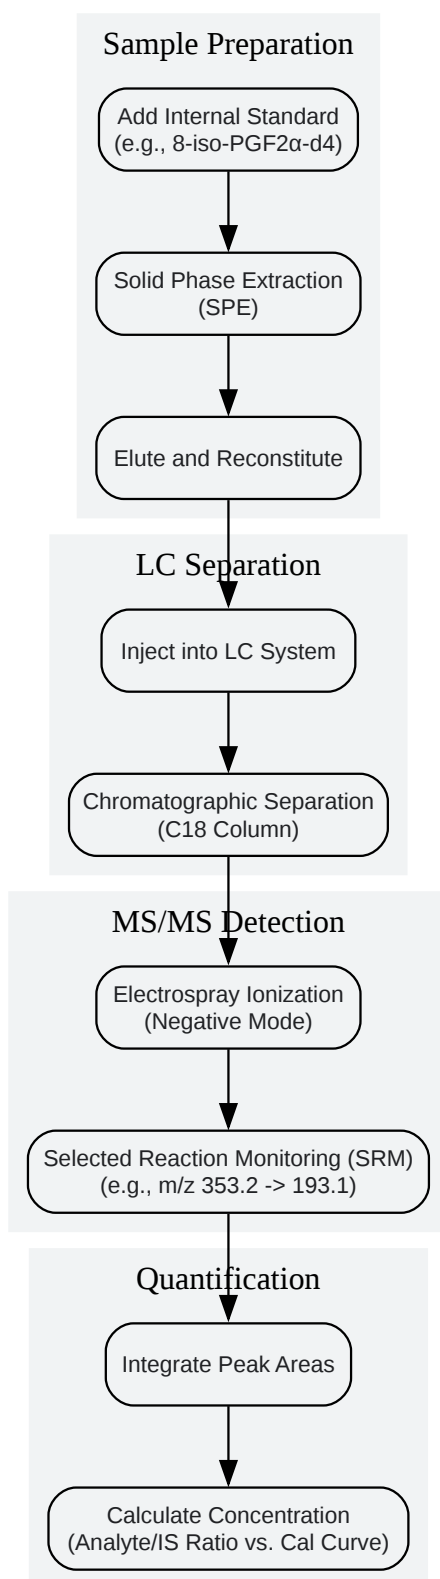 Sample Preparation
Add Internal Standard
(e.g., 8-iso-PGF2α-d4)
Solid Phase Extraction
(SPE)
Elute and Reconstitute
LC Separation
Inject into LC System
Chromatographic Separation
(C18 Column)
MS/MS Detection
Electrospray Ionization
(Negative Mode)
Selected Reaction Monitoring (SRM)
(e.g., m/z 353.2 -> 193.1)
Quantification
Integrate Peak Areas
Calculate Concentration
(Analyte/IS Ratio vs. Cal Curve)